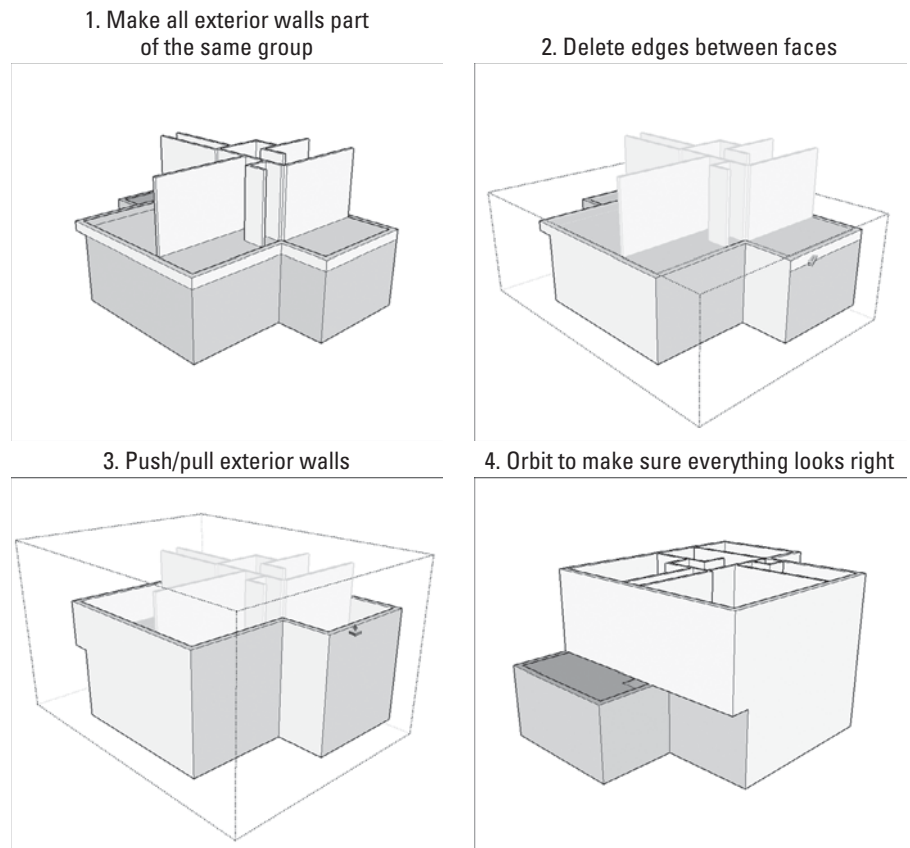 1. Make all exterior walls part
of the same group
2. Delete edges between faces
3. Push/pull exterior walls
4. Orbit to make sure everything looks right